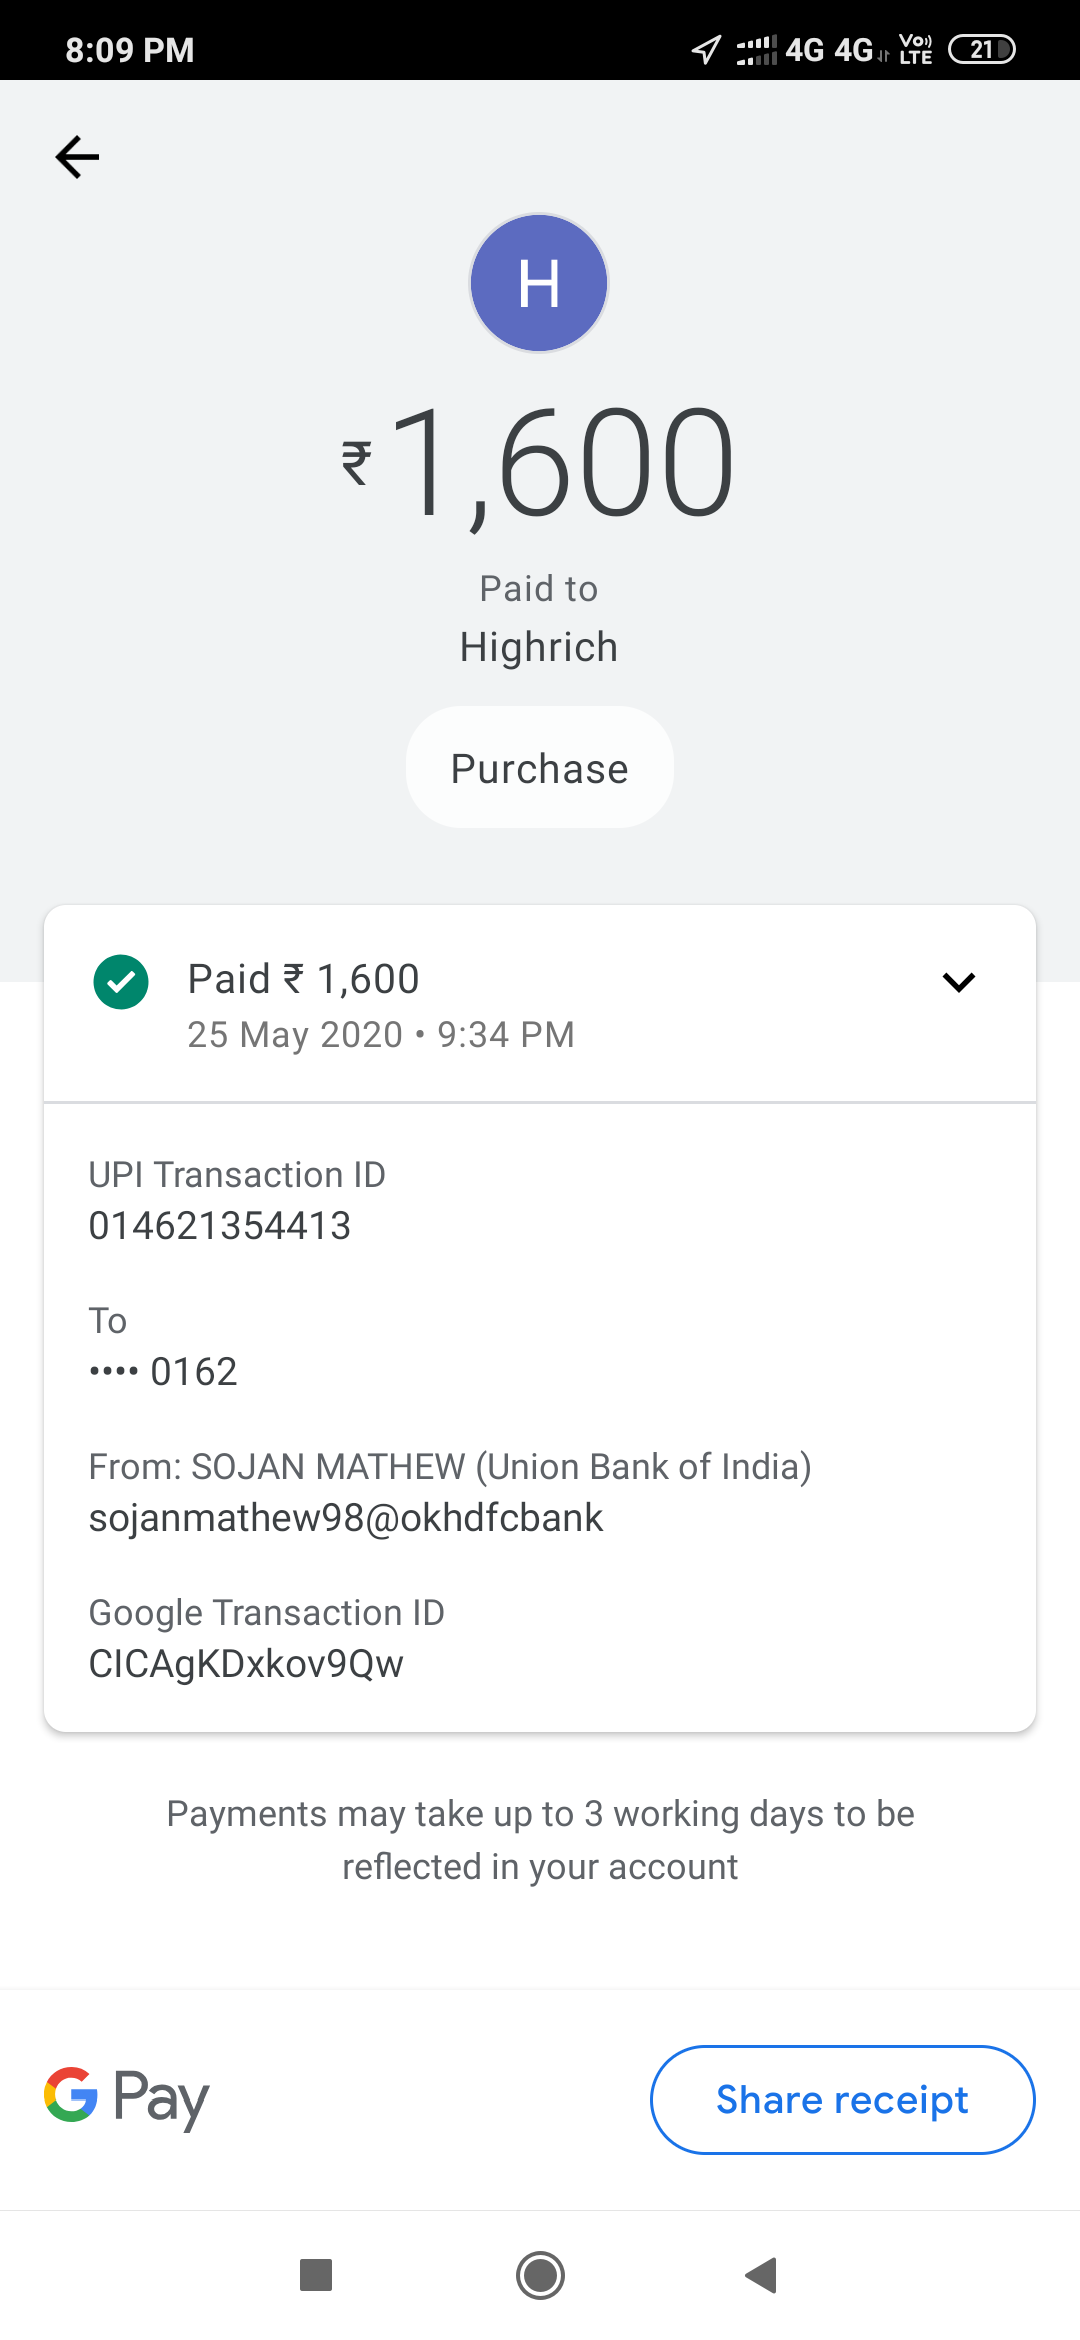 8:09 PM 4G 4G Vo)) LTE 21
H
₹1,600
Paid to
Highrich
Purchase
Paid ₹ 1,600
25 May 2020 • 9:34 PM
UPI Transaction ID
014621354413
To
•••• 0162
From: SOJAN MATHEW (Union Bank of India)
sojanmathew98@okhdfcbank
Google Transaction ID
CICAgKDxkov9Qw
Payments may take up to 3 working days to be
reflected in your account
G Pay
Share receipt